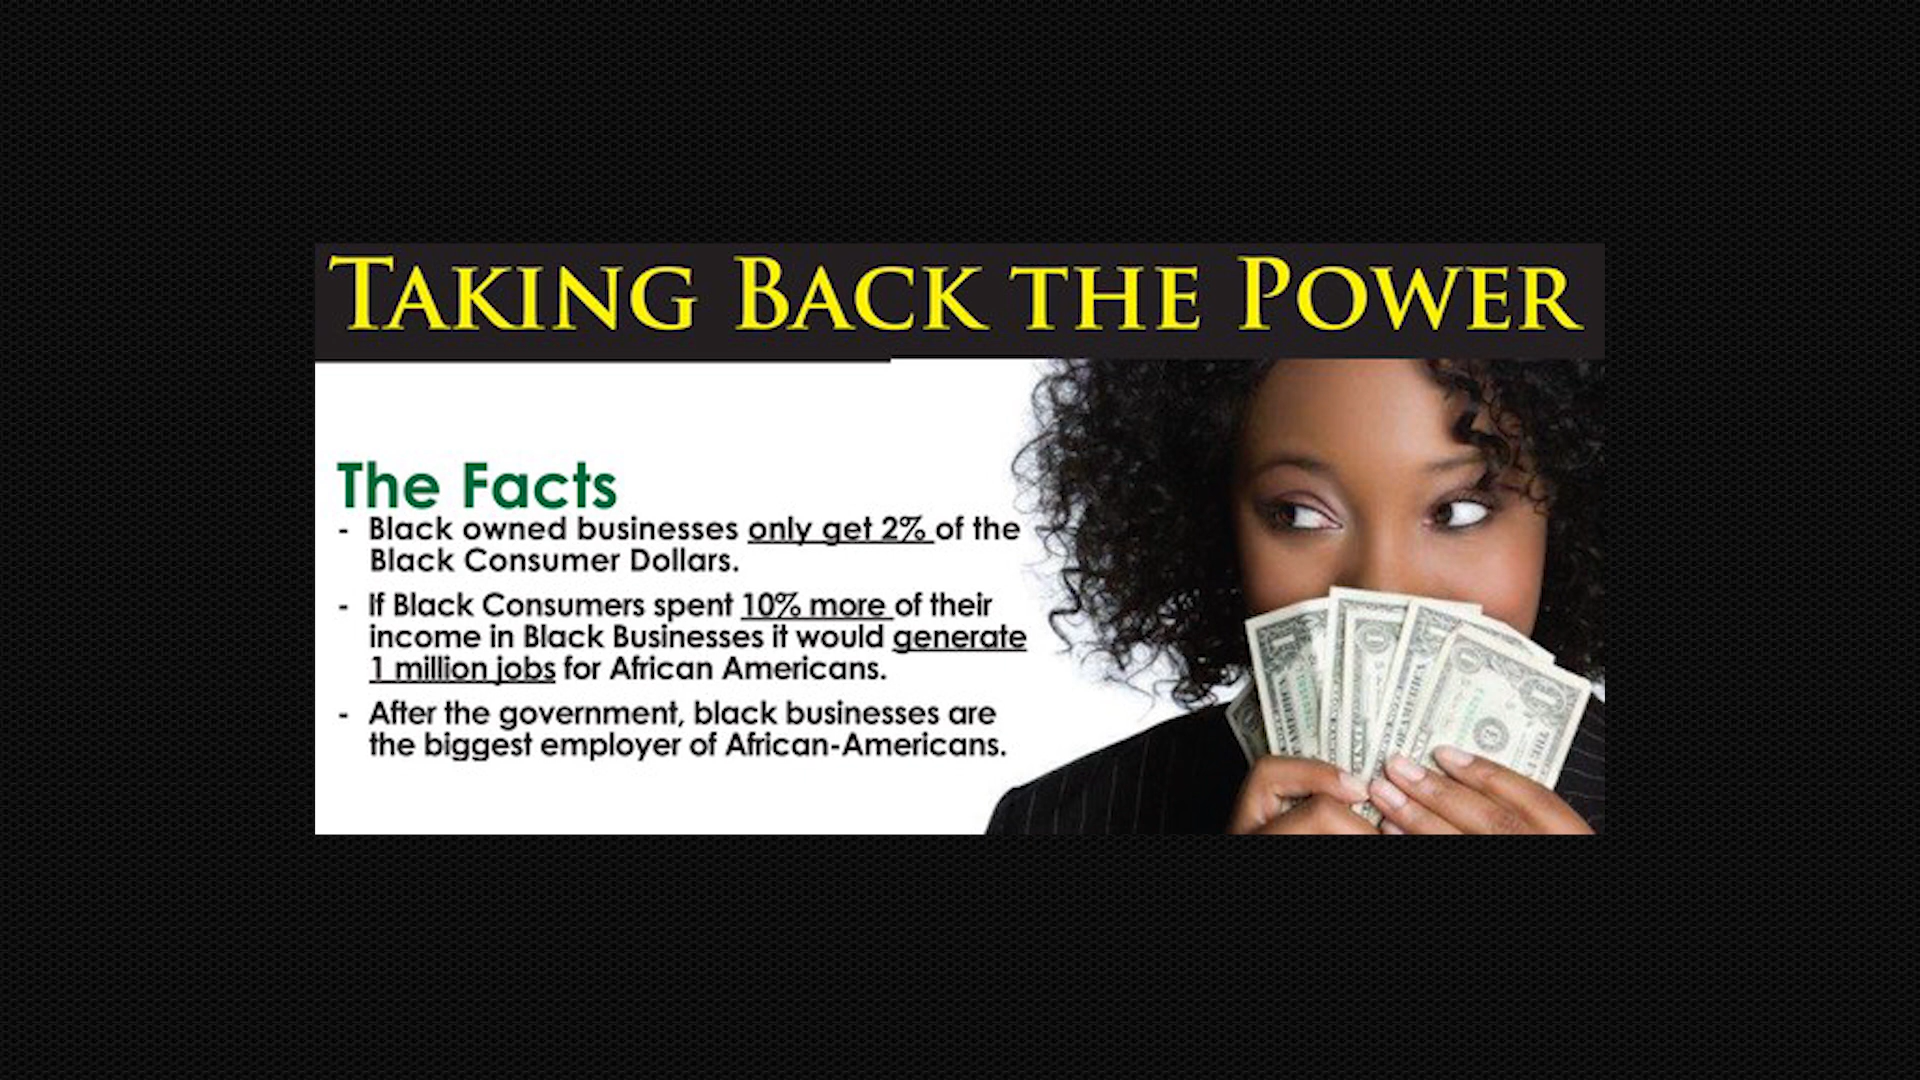 TAKING BACK THE POWER
The Facts
- Black owned businesses only get 2% of the
Black Consumer Dollars.
- If Black Consumers spent 10% more of their
income in Black Businesses it would generate
1 million jobs for African Americans.
- After the government, black businesses are
the biggest employer of African-Americans.